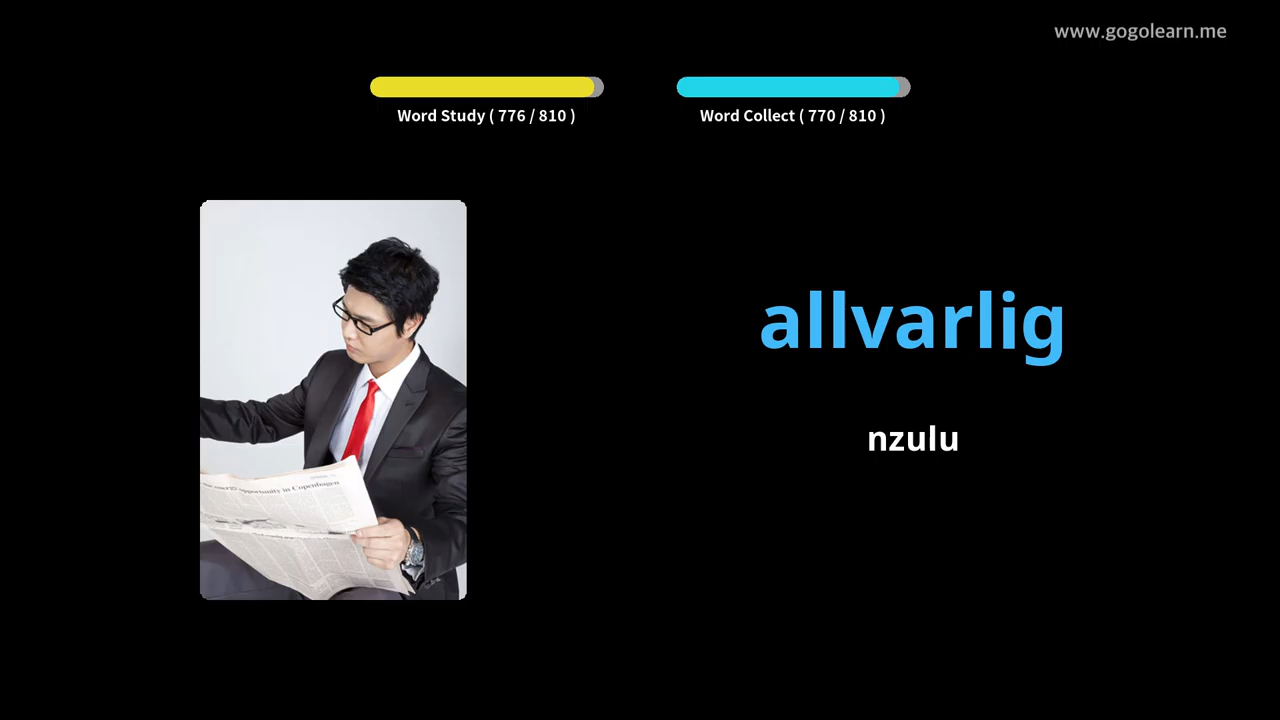 www.gogolearn.me
Word Study ( 776 / 810 )
Word Collect ( 770 / 810 )
allvarlig
nzulu
opportunity in Copenhagen